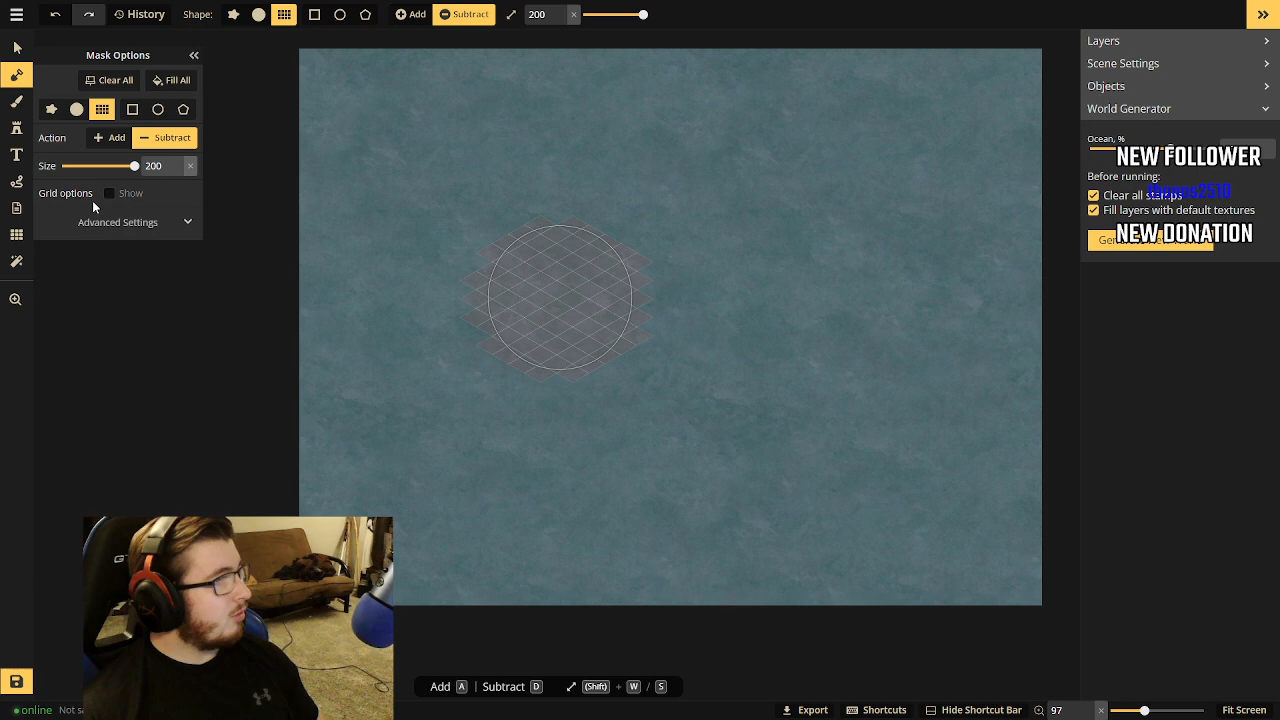 History
Shape:
Add
Subtract
200
×
Mask Options
Clear All
Fill All
Action
Add
Subtract
Size
200
×
Grid options
Show
Advanced Settings
Layers
Scene Settings
Objects
World Generator
Ocean, %
NEW FOLLOWER
Before running:
Clear all stamps
Fill layers with default textures
NEW DONATION
Add A | Subtract D
(Shift) + W / S
online
Export
Shortcuts
Hide Shortcut Bar
97
×
Fit Screen